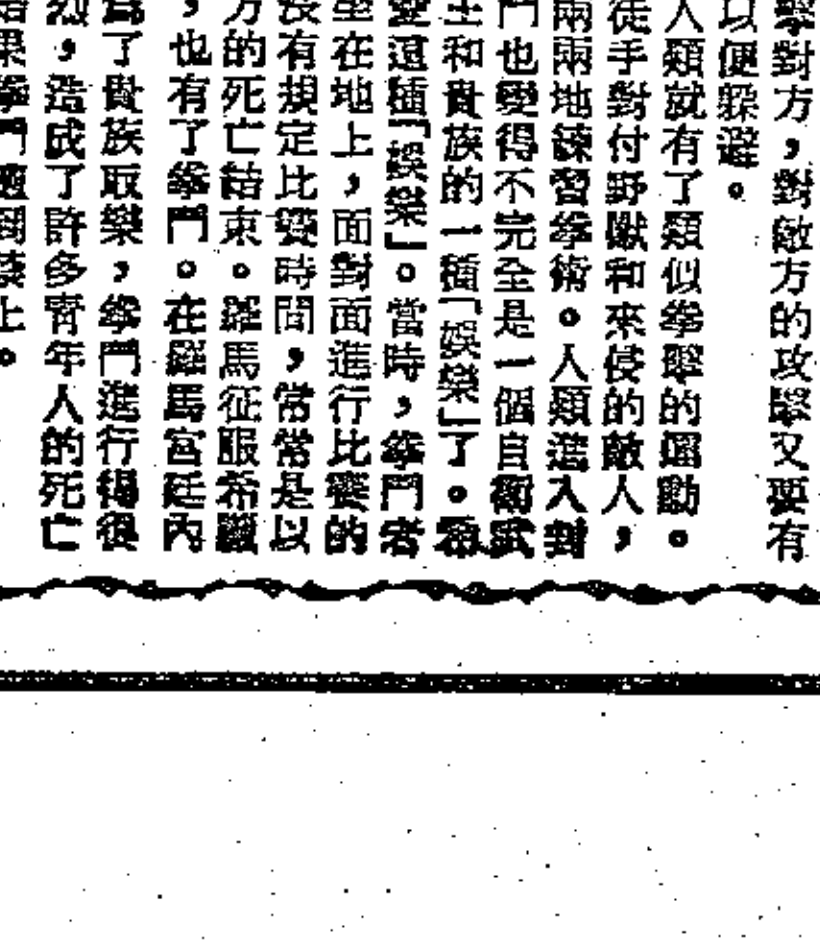 擊對方，對敵方的攻擊又要有
以便躲避。
人類就有了類似拳擊的運動。
徒手對付野獸和來侵的敵人，
兩兩地練習拳術。人類進入對
鬥也變得不完全是一個自衛武
士和貴族的一種「娛樂」了。希
愛這種「娛樂」。當時，拳鬥者
坐在地上，面對面進行比賽的
沒有規定比賽時間，常常是以
方的死亡結束。羅馬征服希臘
，也有了拳鬥。在羅馬宮廷內
爲了貴族取樂，拳鬥進行得很
烈，造成了許多青年人的死亡
結果拳鬥遭到禁止。